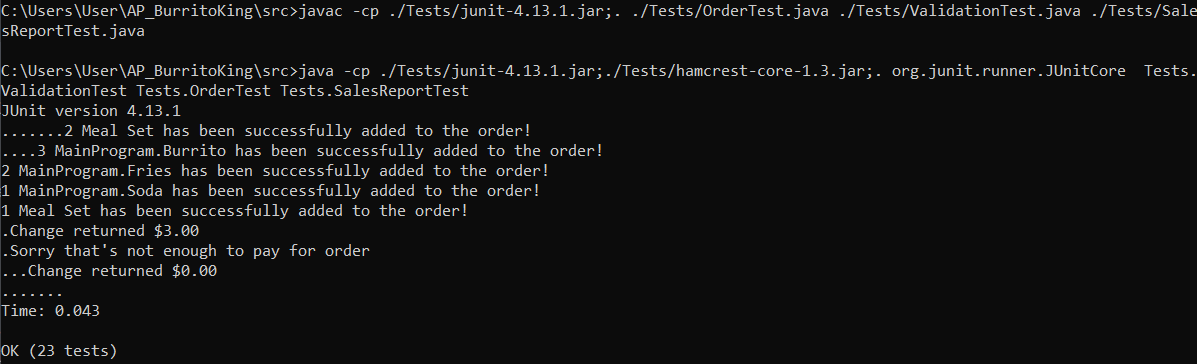 C:\Users\User\AP_BurritoKing\src>javac -cp ./Tests/junit-4.13.1.jar;. ./Tests/OrderTest.java ./Tests/ValidationTest.java ./Tests/Sale
sReportTest.java
C:\Users\User\AP_BurritoKing\src>java -cp ./Tests/junit-4.13.1.jar;./Tests/hamcrest-core-1.3.jar;. org.junit.runner.JUnitCore  Tests.
ValidationTest Tests.OrderTest Tests.SalesReportTest
JUnit version 4.13.1
.......2 Meal Set has been successfully added to the order!
....3 MainProgram.Burrito has been successfully added to the order!
2 MainProgram.Fries has been successfully added to the order!
1 MainProgram.Soda has been successfully added to the order!
1 Meal Set has been successfully added to the order!
.Change returned $3.00
.Sorry that's not enough to pay for order
...Change returned $0.00
.......
Time: 0.043
OK (23 tests)